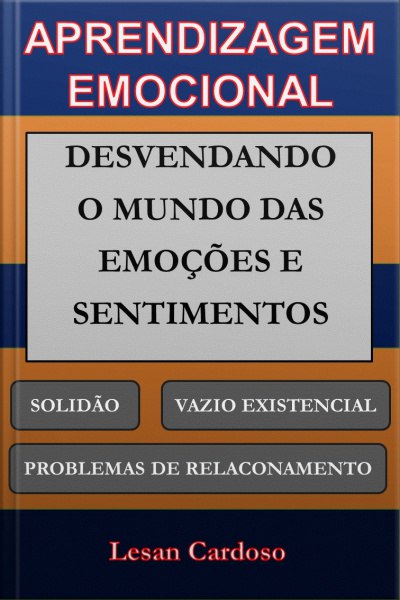 APRENDIZAGEM
EMOCIONAL
DESVENDANDO
O MUNDO DAS
EMOÇÕES E
SENTIMENTOS
SOLIDÃO
VAZIO EXISTENCIAL
PROBLEMAS DE RELACONAMENTO
Lesan Cardoso